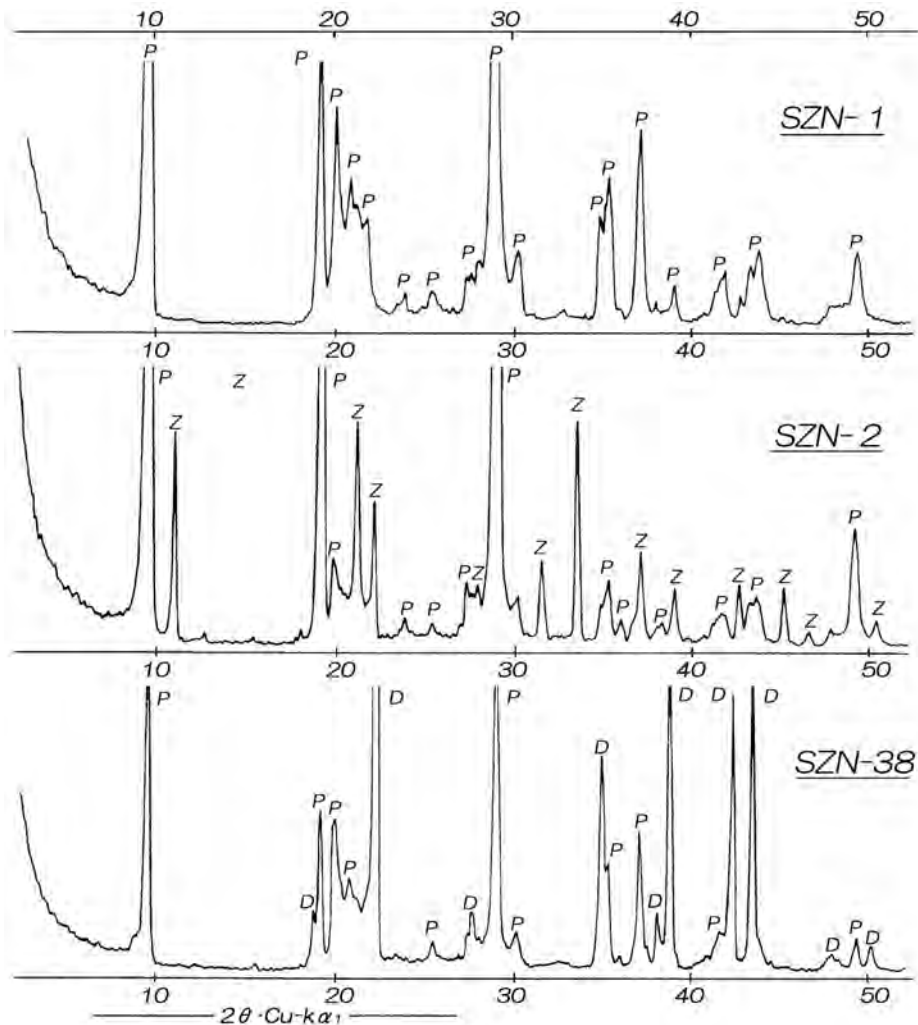 10 20 30 40 50
P P P P P P P P P P P P P P P P P
SZN-1
10 20 30 40 50
P Z Z P P Z Z P P P Z P Z Z P P Z P Z P Z P Z Z P Z
SZN-2
10 20 30 40 50
P D P P P D P D P P D P P D D P D D D P D
SZN-38
10 20 30 40 50
2θ·Cu-kα₁